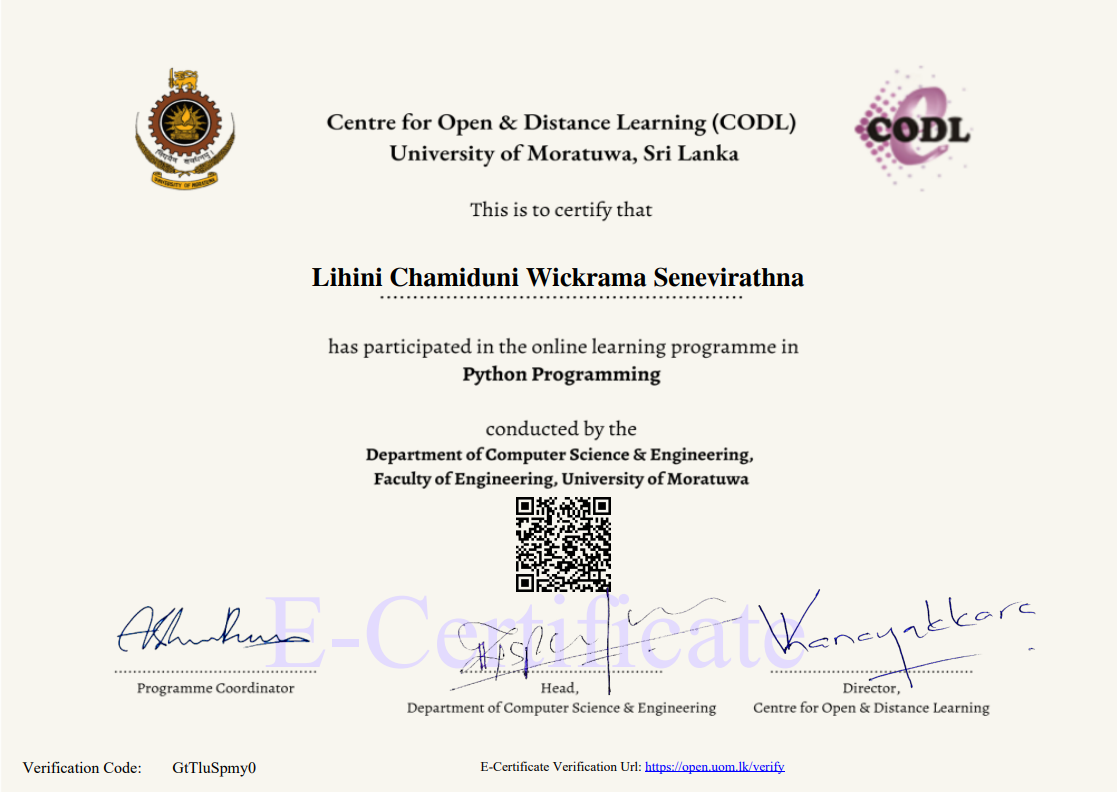 Centre for Open & Distance Learning (CODL)
University of Moratuwa, Sri Lanka
CODL
UNIVERSITY OF MORATUWA
This is to certify that
Lihini Chamiduni Wickrama Senevirathna
has participated in the online learning programme in
Python Programming
conducted by the
Department of Computer Science & Engineering,
Faculty of Engineering, University of Moratuwa
E-Certificate
Programme Coordinator
Head,
Department of Computer Science & Engineering
Director,
Centre for Open & Distance Learning
Verification Code: GtTluSpmy0
E-Certificate Verification Url: https://open.uom.lk/verify